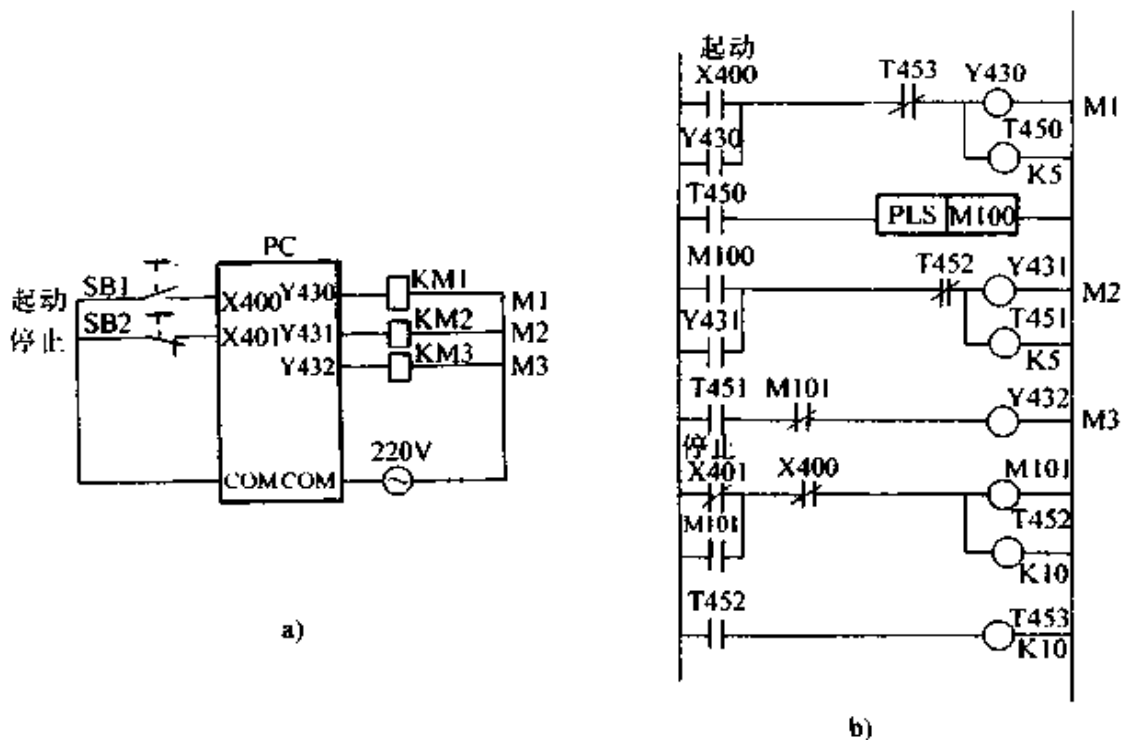 PC
起动
SB1
X400
Y430
KM1
M1
停止
SB2
X401
Y431
KM2
M2
Y432
KM3
M3
220V
COM
COM
a)
起动
X400
T453
Y430
M1
Y430
T450
K5
T450
PLS
M100
M100
T452
Y431
M2
Y431
T451
K5
T451
M101
Y432
M3
停止
X401
X400
M101
M101
T452
K10
T452
T453
K10
b)